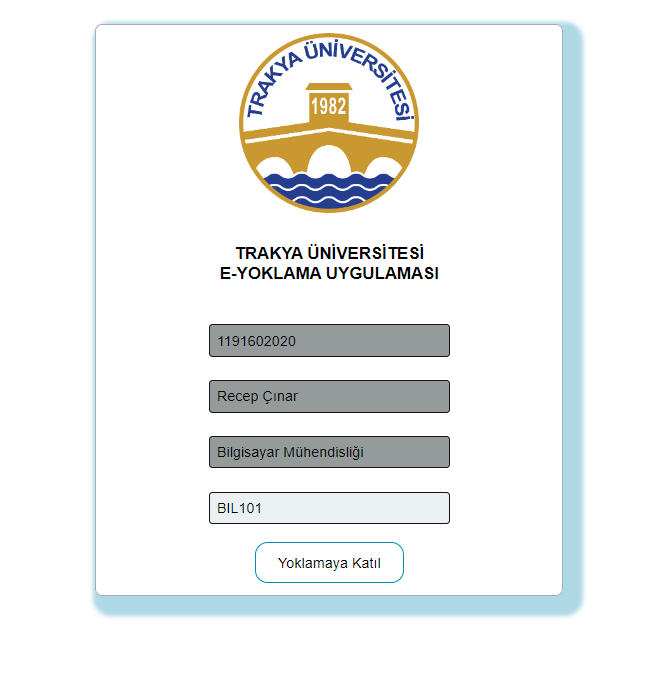 TRAKYA ÜNİVERSİTESİ
1982
TRAKYA ÜNİVERSİTESİ
E-YOKLAMA UYGULAMASI
1191602020
Recep Çınar
Bilgisayar Mühendisliği
BIL101
Yoklamaya Katıl